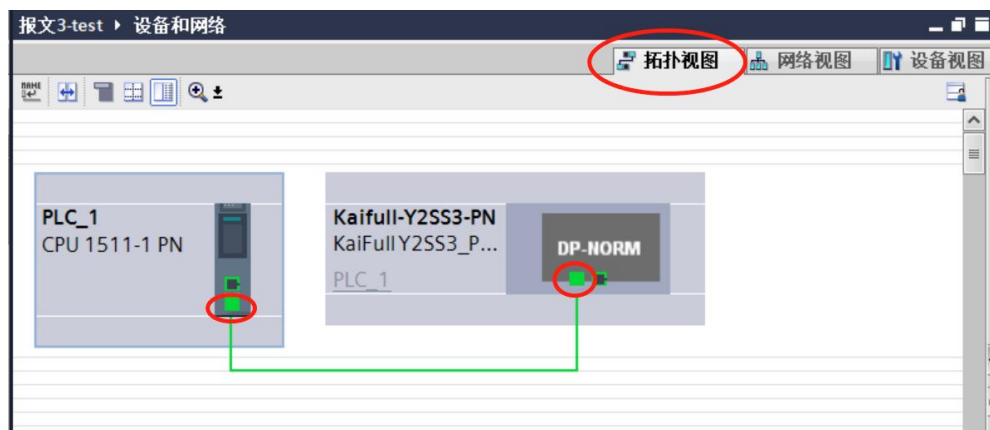 报文3-test ▸ 设备和网络
拓扑视图 网络视图 设备视图
NAME
PLC_1
CPU 1511-1 PN
Kaifull-Y2SS3-PN
KaiFull Y2SS3_P...
PLC_1
DP-NORM